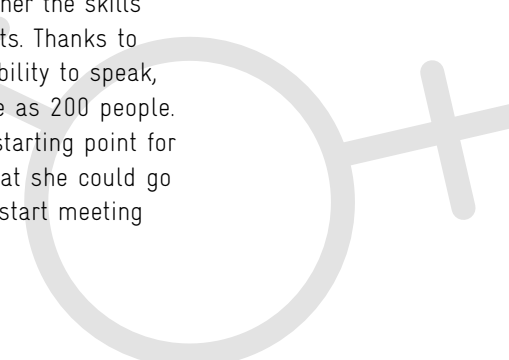 her the skills
ts. Thanks to
bility to speak,
e as 200 people.
starting point for
at she could go
start meeting